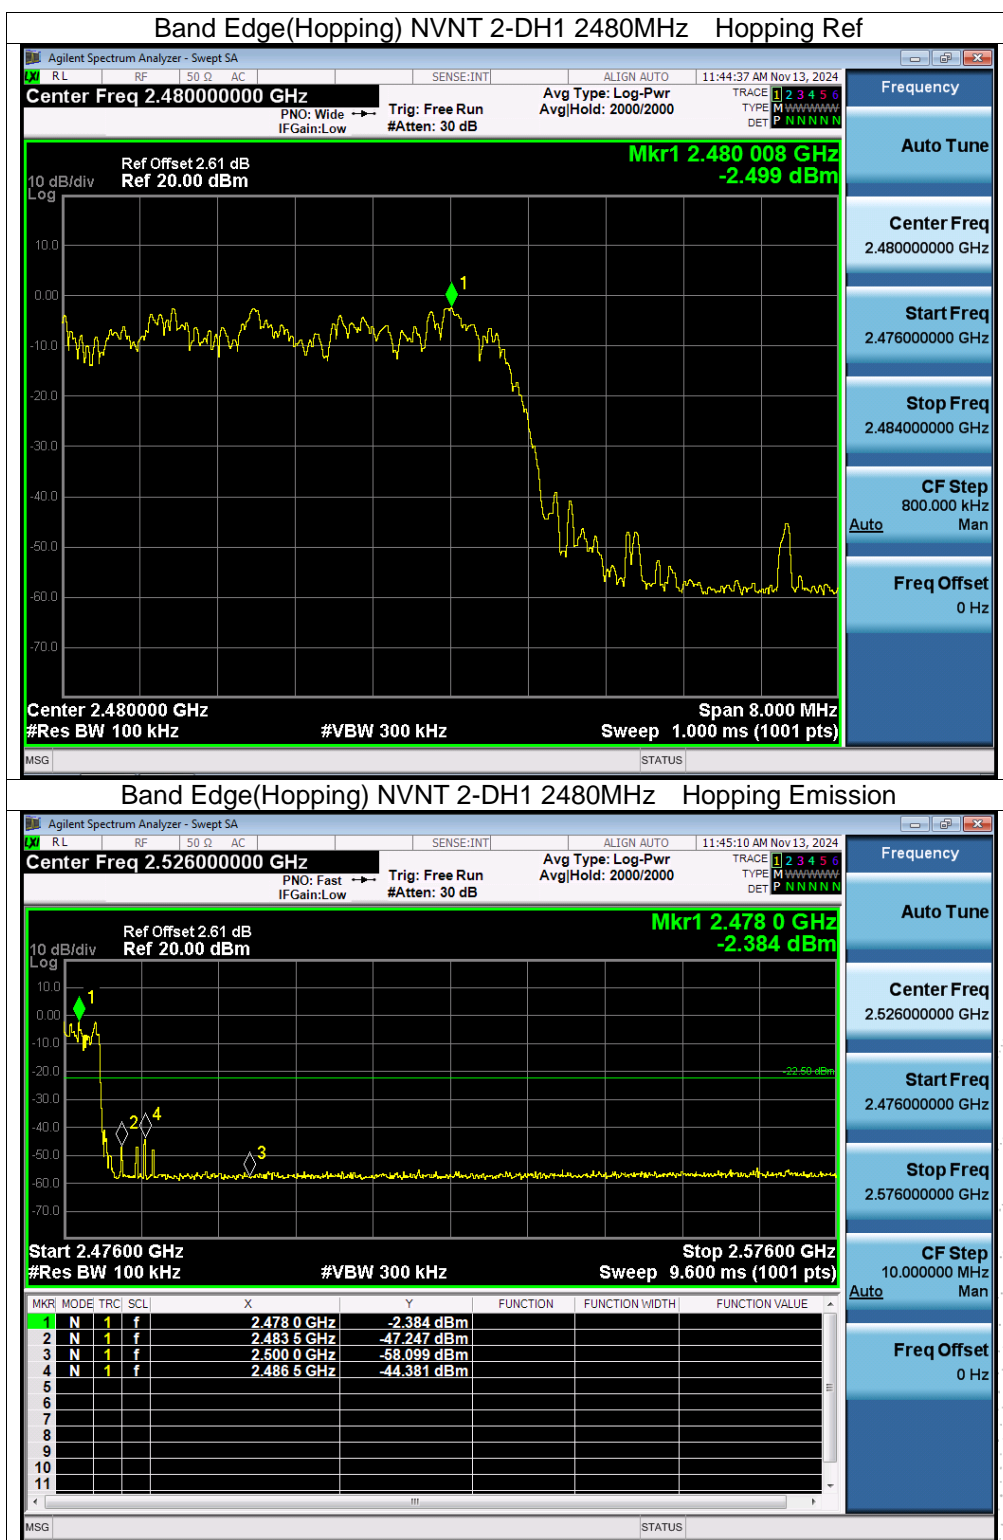 Band Edge(Hopping) NVNT 2-DH1 2480MHz Hopping Ref
Agilent Spectrum Analyzer - Swept SA
LXI RL RF 50 Ω AC SENSE:INT ALIGN AUTO 11:44:37 AM Nov 13, 2024
Center Freq 2.480000000 GHz
PNO: Wide
IFGain:Low
Trig: Free Run
#Atten: 30 dB
Avg Type: Log-Pwr
Avg|Hold: 2000/2000
TRACE 1 2 3 4 5 6
TYPE M WWWWW
DET P N N N N N
Frequency
Auto Tune
Center Freq
2.480000000 GHz
Start Freq
2.476000000 GHz
Stop Freq
2.484000000 GHz
CF Step
800.000 kHz
Auto Man
Freq Offset
0 Hz
Mkr1 2.480 008 GHz
-2.499 dBm
Ref Offset 2.61 dB
10 dB/div Ref 20.00 dBm
Log
10.0
0.00
-10.0
-20.0
-30.0
-40.0
-50.0
-60.0
-70.0
1
Center 2.480000 GHz Span 8.000 MHz
#Res BW 100 kHz #VBW 300 kHz Sweep 1.000 ms (1001 pts)
MSG STATUS
Band Edge(Hopping) NVNT 2-DH1 2480MHz Hopping Emission
Agilent Spectrum Analyzer - Swept SA
LXI RL RF 50 Ω AC SENSE:INT ALIGN AUTO 11:45:10 AM Nov 13, 2024
Center Freq 2.526000000 GHz
PNO: Fast
IFGain:Low
Trig: Free Run
#Atten: 30 dB
Avg Type: Log-Pwr
Avg|Hold: 2000/2000
TRACE 1 2 3 4 5 6
TYPE M WWWWW
DET P N N N N N
Frequency
Auto Tune
Center Freq
2.526000000 GHz
Start Freq
2.476000000 GHz
Stop Freq
2.576000000 GHz
CF Step
10.000000 MHz
Auto Man
Freq Offset
0 Hz
Mkr1 2.478 0 GHz
-2.384 dBm
Ref Offset 2.61 dB
10 dB/div Ref 20.00 dBm
Log
10.0
0.00
-10.0
-20.0
-30.0
-40.0
-50.0
-60.0
-70.0
1
2
4
3
-22.50 dBm
Start 2.47600 GHz Stop 2.57600 GHz
#Res BW 100 kHz #VBW 300 kHz Sweep 9.600 ms (1001 pts)
MKR MODE TRC SCL X Y FUNCTION FUNCTION WIDTH FUNCTION VALUE
1 N 1 f 2.478 0 GHz -2.384 dBm
2 N 1 f 2.483 5 GHz -47.247 dBm
3 N 1 f 2.500 0 GHz -58.099 dBm
4 N 1 f 2.486 5 GHz -44.381 dBm
5
6
7
8
9
10
11
MSG STATUS